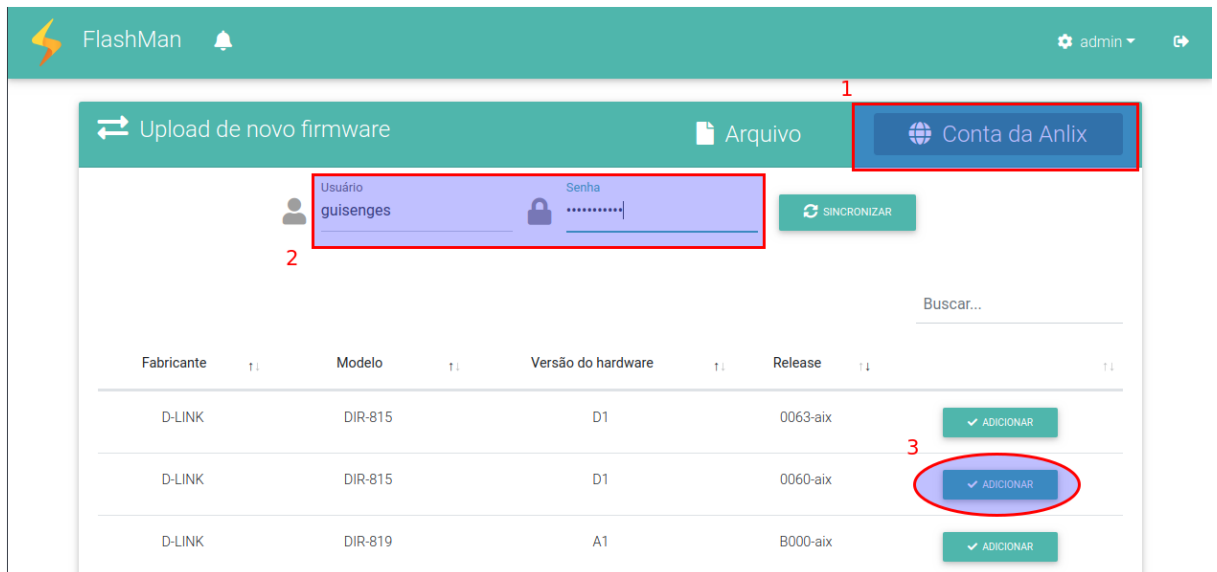 FlashMan
admin
1
Upload de novo firmware
Arquivo
Conta da Anlix
Usuário
Senha
guisenges
•••••••••••
SINCRONIZAR
2
Buscar...
Fabricante ↑↓ Modelo ↑↓ Versão do hardware ↑↓ Release ↑↓ ↑↓
D-LINK DIR-815 D1 0063-aix ADICIONAR
3
D-LINK DIR-815 D1 0060-aix ADICIONAR
D-LINK DIR-819 A1 B000-aix ADICIONAR